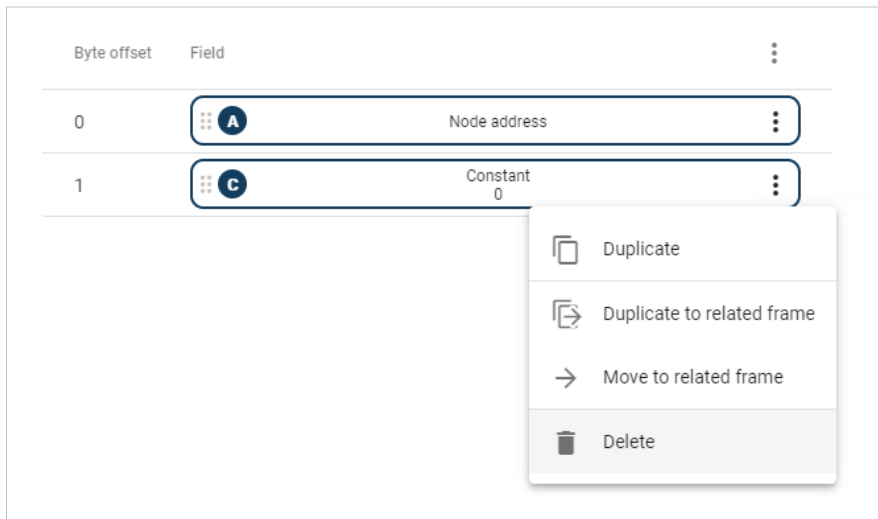 Byte offset Field
0 A Node address
1 C Constant
0
Duplicate
Duplicate to related frame
Move to related frame
Delete